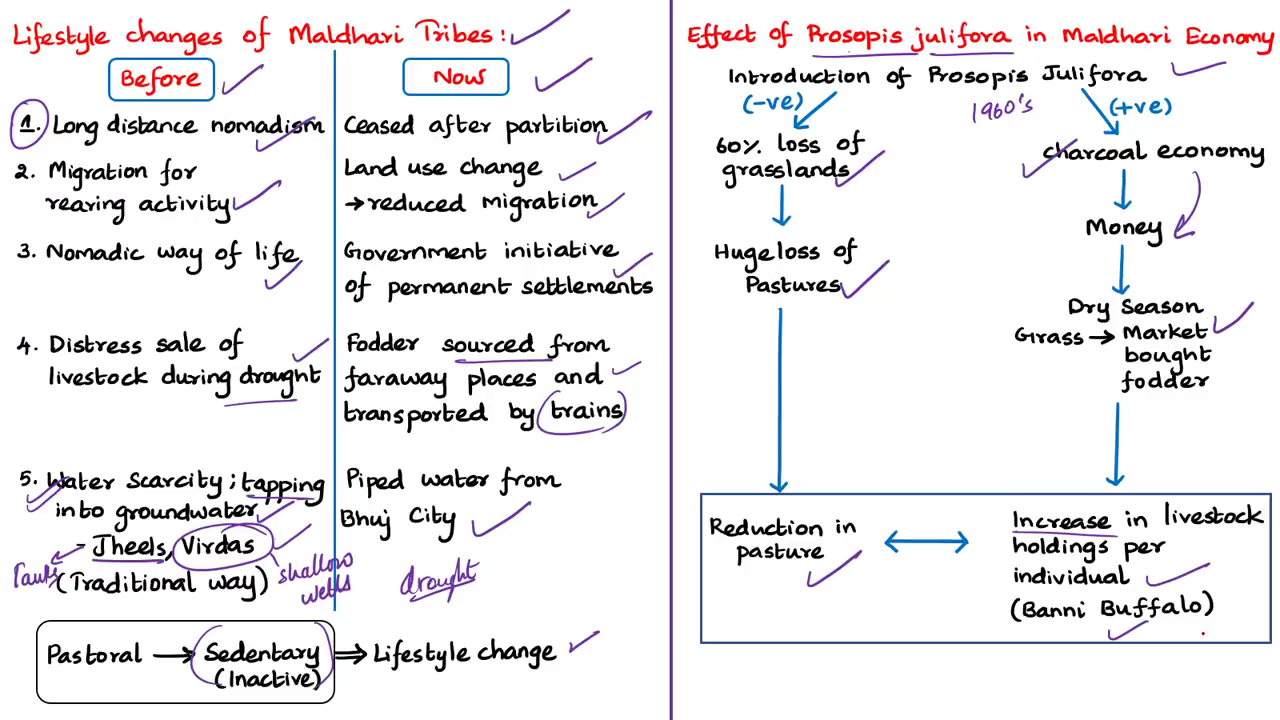 Lifestyle changes of Maldhari Tribes:
Before
Now
1. Long distance nomadism
Ceased after partition
2. Migration for
rearing activity
Land use change
→reduced migration
3. Nomadic way of life
Government initiative
of permanent settlements
4. Distress sale of
livestock during drought
Fodder sourced from
faraway places and
transported by trains
5. Water Scarcity; tapping
into groundwater
- Jheels, Virdas
(Traditional way)
shallow
wells
Piped water from
Bhuj City
drought
Pastoral → Sedentary ⇒ Lifestyle change
(Inactive)
Effect of Prosopis julifora in Maldhari Economy
Introduction of Prosopis Julifora
1960's
(-ve)
60% loss of
grasslands
Huge loss of
Pastures
Reduction in
pasture
(+ve)
Charcoal economy
Money
Dry Season
Grass → Market
bought
fodder
Increase in livestock
holdings per
individual
(Banni Buffalo)